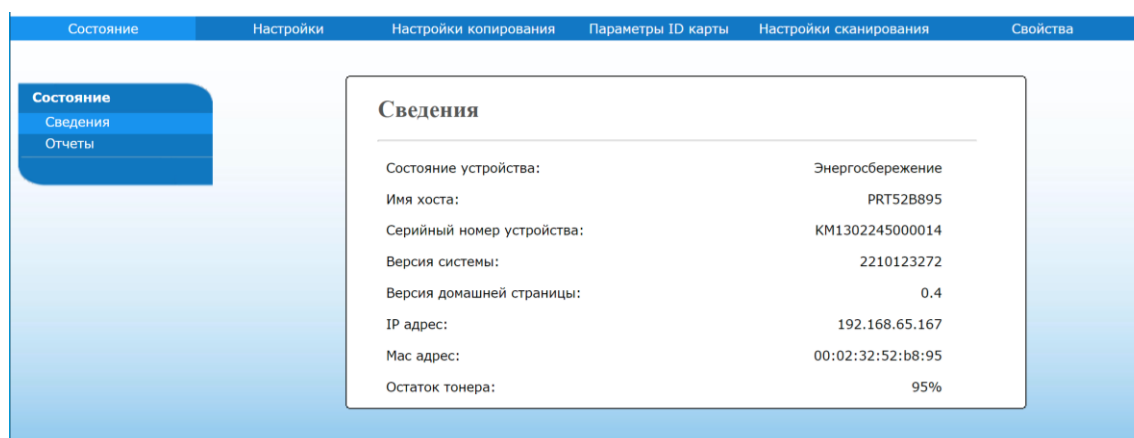 Состояние Настройки Настройки копирования Параметры ID карты Настройки сканирования Свойства
Состояние
Сведения
Отчеты
Сведения
Состояние устройства: Энергосбережение
Имя хоста: PRT52B895
Серийный номер устройства: KM1302245000014
Версия системы: 2210123272
Версия домашней страницы: 0.4
IP адрес: 192.168.65.167
Mac адрес: 00:02:32:52:b8:95
Остаток тонера: 95%